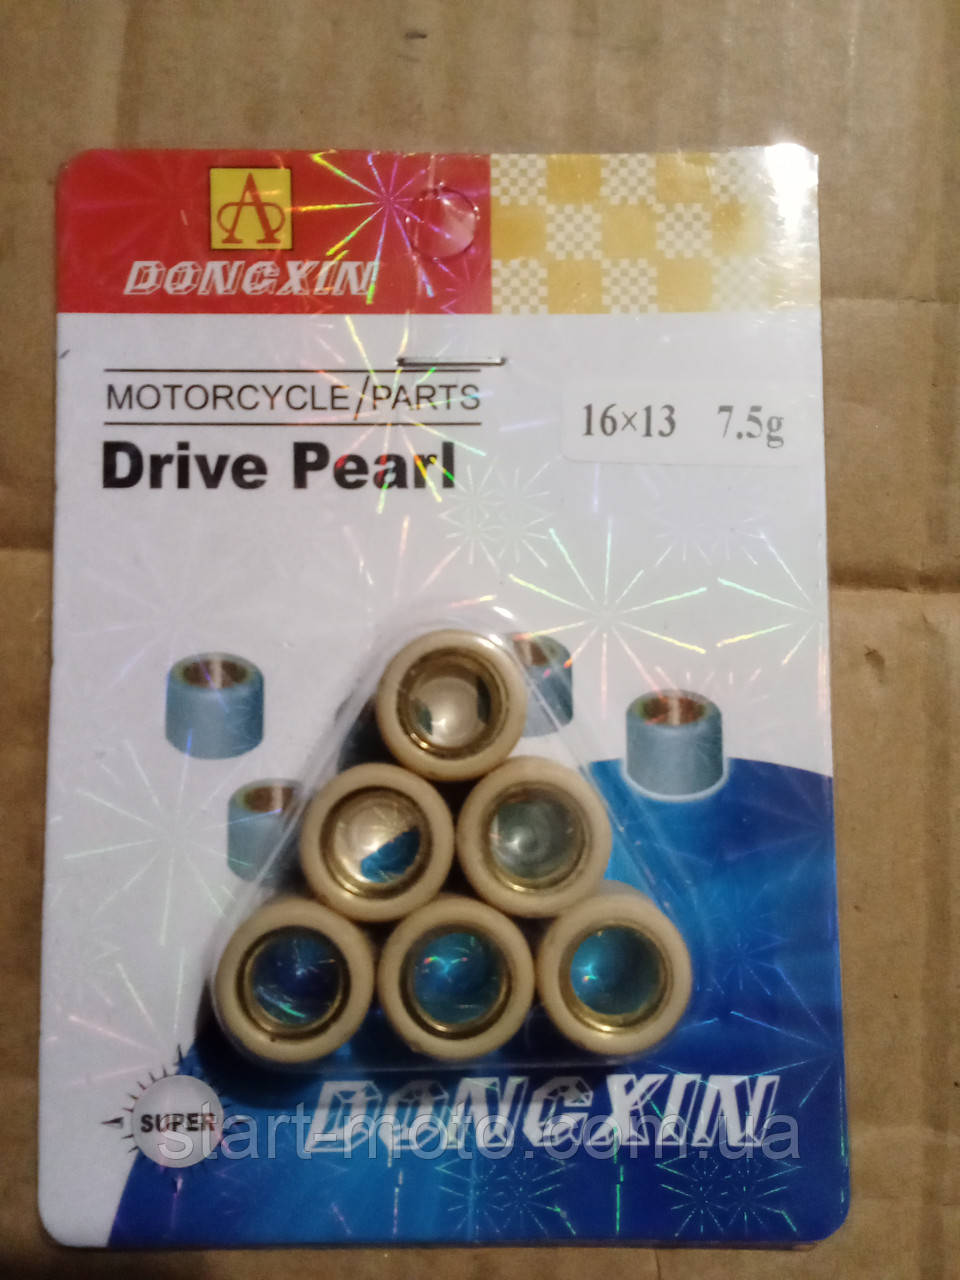 DONGXIN
MOTORCYCLE/PARTS
Drive Pearl
16×13 7.5g
SUPER
DONGXIN
start-moto.com.ua